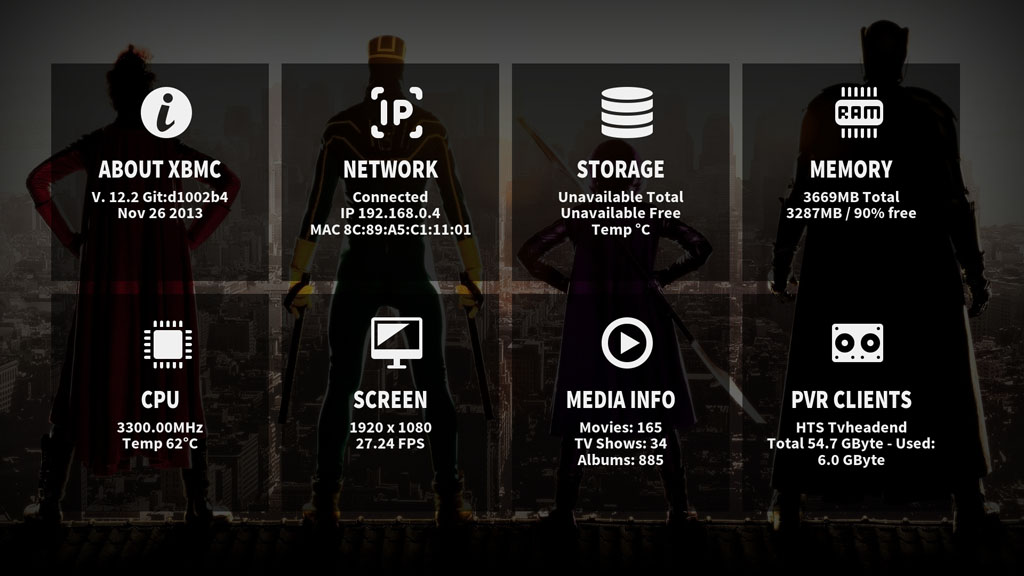 IP
RAM
ABOUT XBMC
V. 12.2 Git:d1002b4
Nov 26 2013
NETWORK
Connected
IP 192.168.0.4
MAC 8C:89:A5:C1:11:01
STORAGE
Unavailable Total
Unavailable Free
Temp °C
MEMORY
3669MB Total
3287MB / 90% free
CPU
3300.00MHz
Temp 62°C
SCREEN
1920 x 1080
27.24 FPS
MEDIA INFO
Movies: 165
TV Shows: 34
Albums: 885
PVR CLIENTS
HTS Tvheadend
Total 54.7 GByte - Used:
6.0 GByte